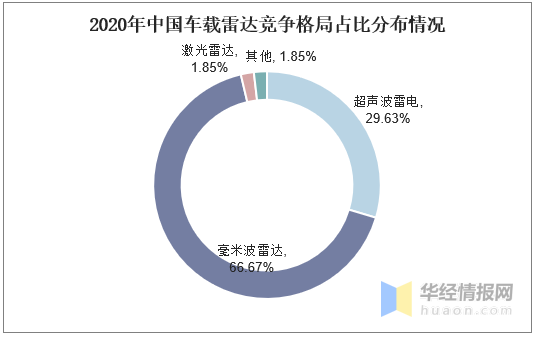 2020年中国车载雷达竞争格局占比分布情况
激光雷达,
1.85%
其他, 1.85%
超声波雷电,
29.63%
毫米波雷达,
66.67%
华经情报网
huaon.com